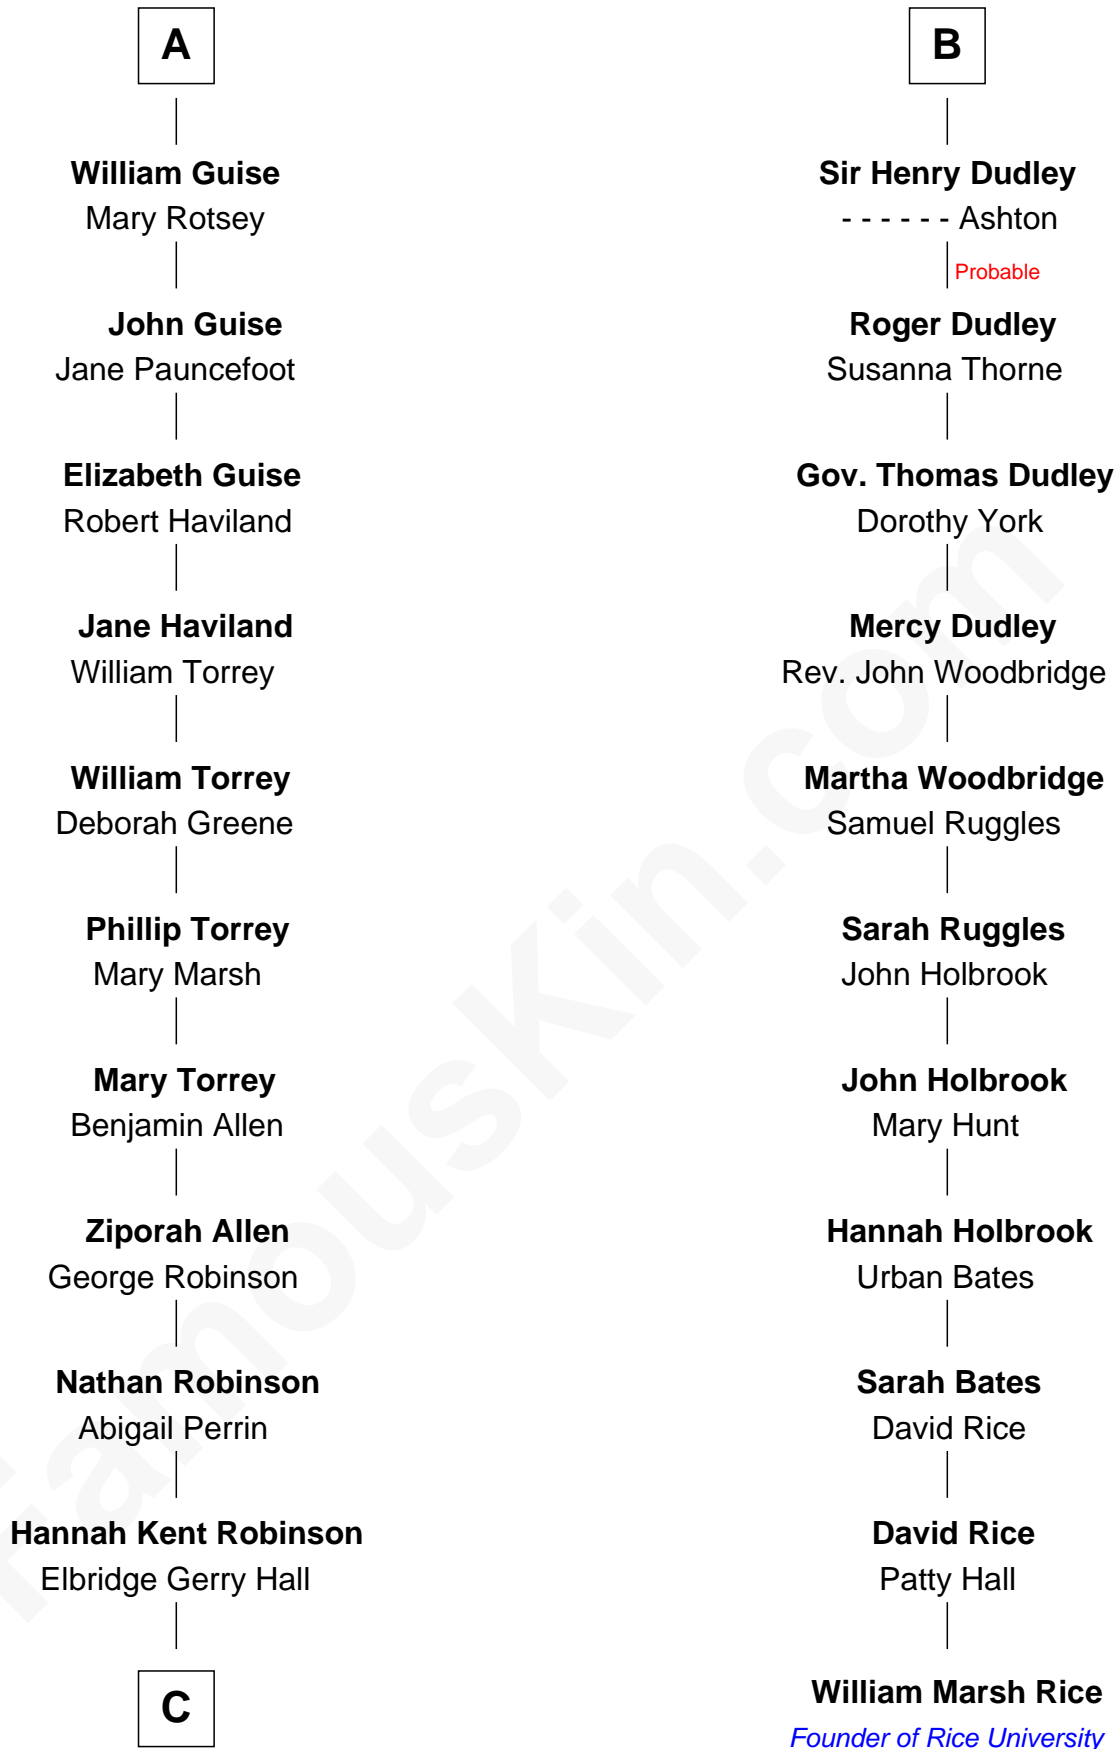 A
William Guise
Mary Rotsey
John Guise
Jane Pauncefoot
Elizabeth Guise
Robert Haviland
Jane Haviland
William Torrey
William Torrey
Deborah Greene
Phillip Torrey
Mary Marsh
Mary Torrey
Benjamin Allen
Ziporah Allen
George Robinson
Nathan Robinson
Abigail Perrin
Hannah Kent Robinson
Elbridge Gerry Hall
C
B
Sir Henry Dudley
- - - - - - Ashton
Probable
Roger Dudley
Susanna Thorne
Gov. Thomas Dudley
Dorothy York
Mercy Dudley
Rev. John Woodbridge
Martha Woodbridge
Samuel Ruggles
Sarah Ruggles
John Holbrook
John Holbrook
Mary Hunt
Hannah Holbrook
Urban Bates
Sarah Bates
David Rice
David Rice
Patty Hall
William Marsh Rice
Founder of Rice University
FamousKin.com